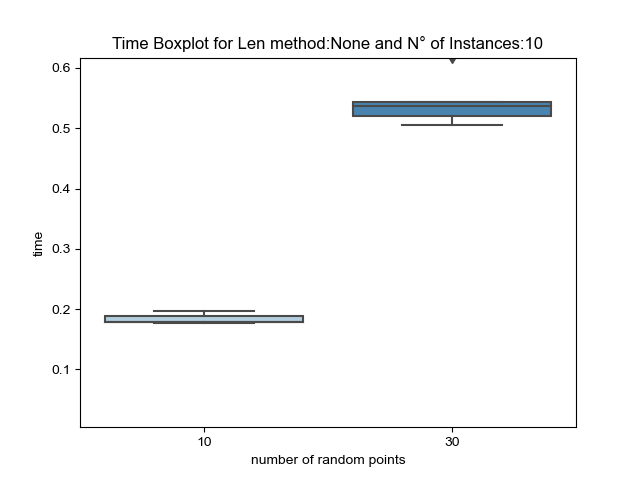 Time Boxplot for Len method:None and N° of Instances:10
0.6
0.5
0.4
0.3
0.2
0.1
time
10 30
number of random points